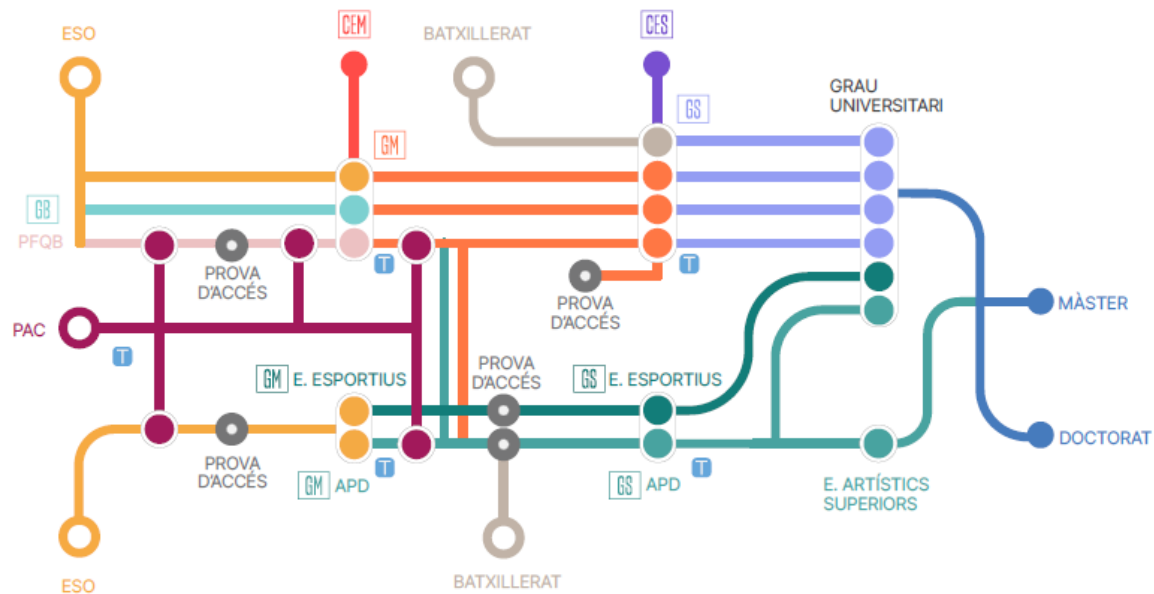 ESO
CEM
BATXILLERAT
CES
GRAU
UNIVERSITARI
GS
GM
GB
PFQB
PROVA
D'ACCÉS
T
PROVA
D'ACCÉS
T
PAC
T
MÀSTER
GM E. ESPORTIUS
PROVA
D'ACCÉS
GS E. ESPORTIUS
PROVA
D'ACCÉS
GM APD
T
GS APD
T
DOCTORAT
E. ARTÍSTICS
SUPERIORS
ESO
BATXILLERAT